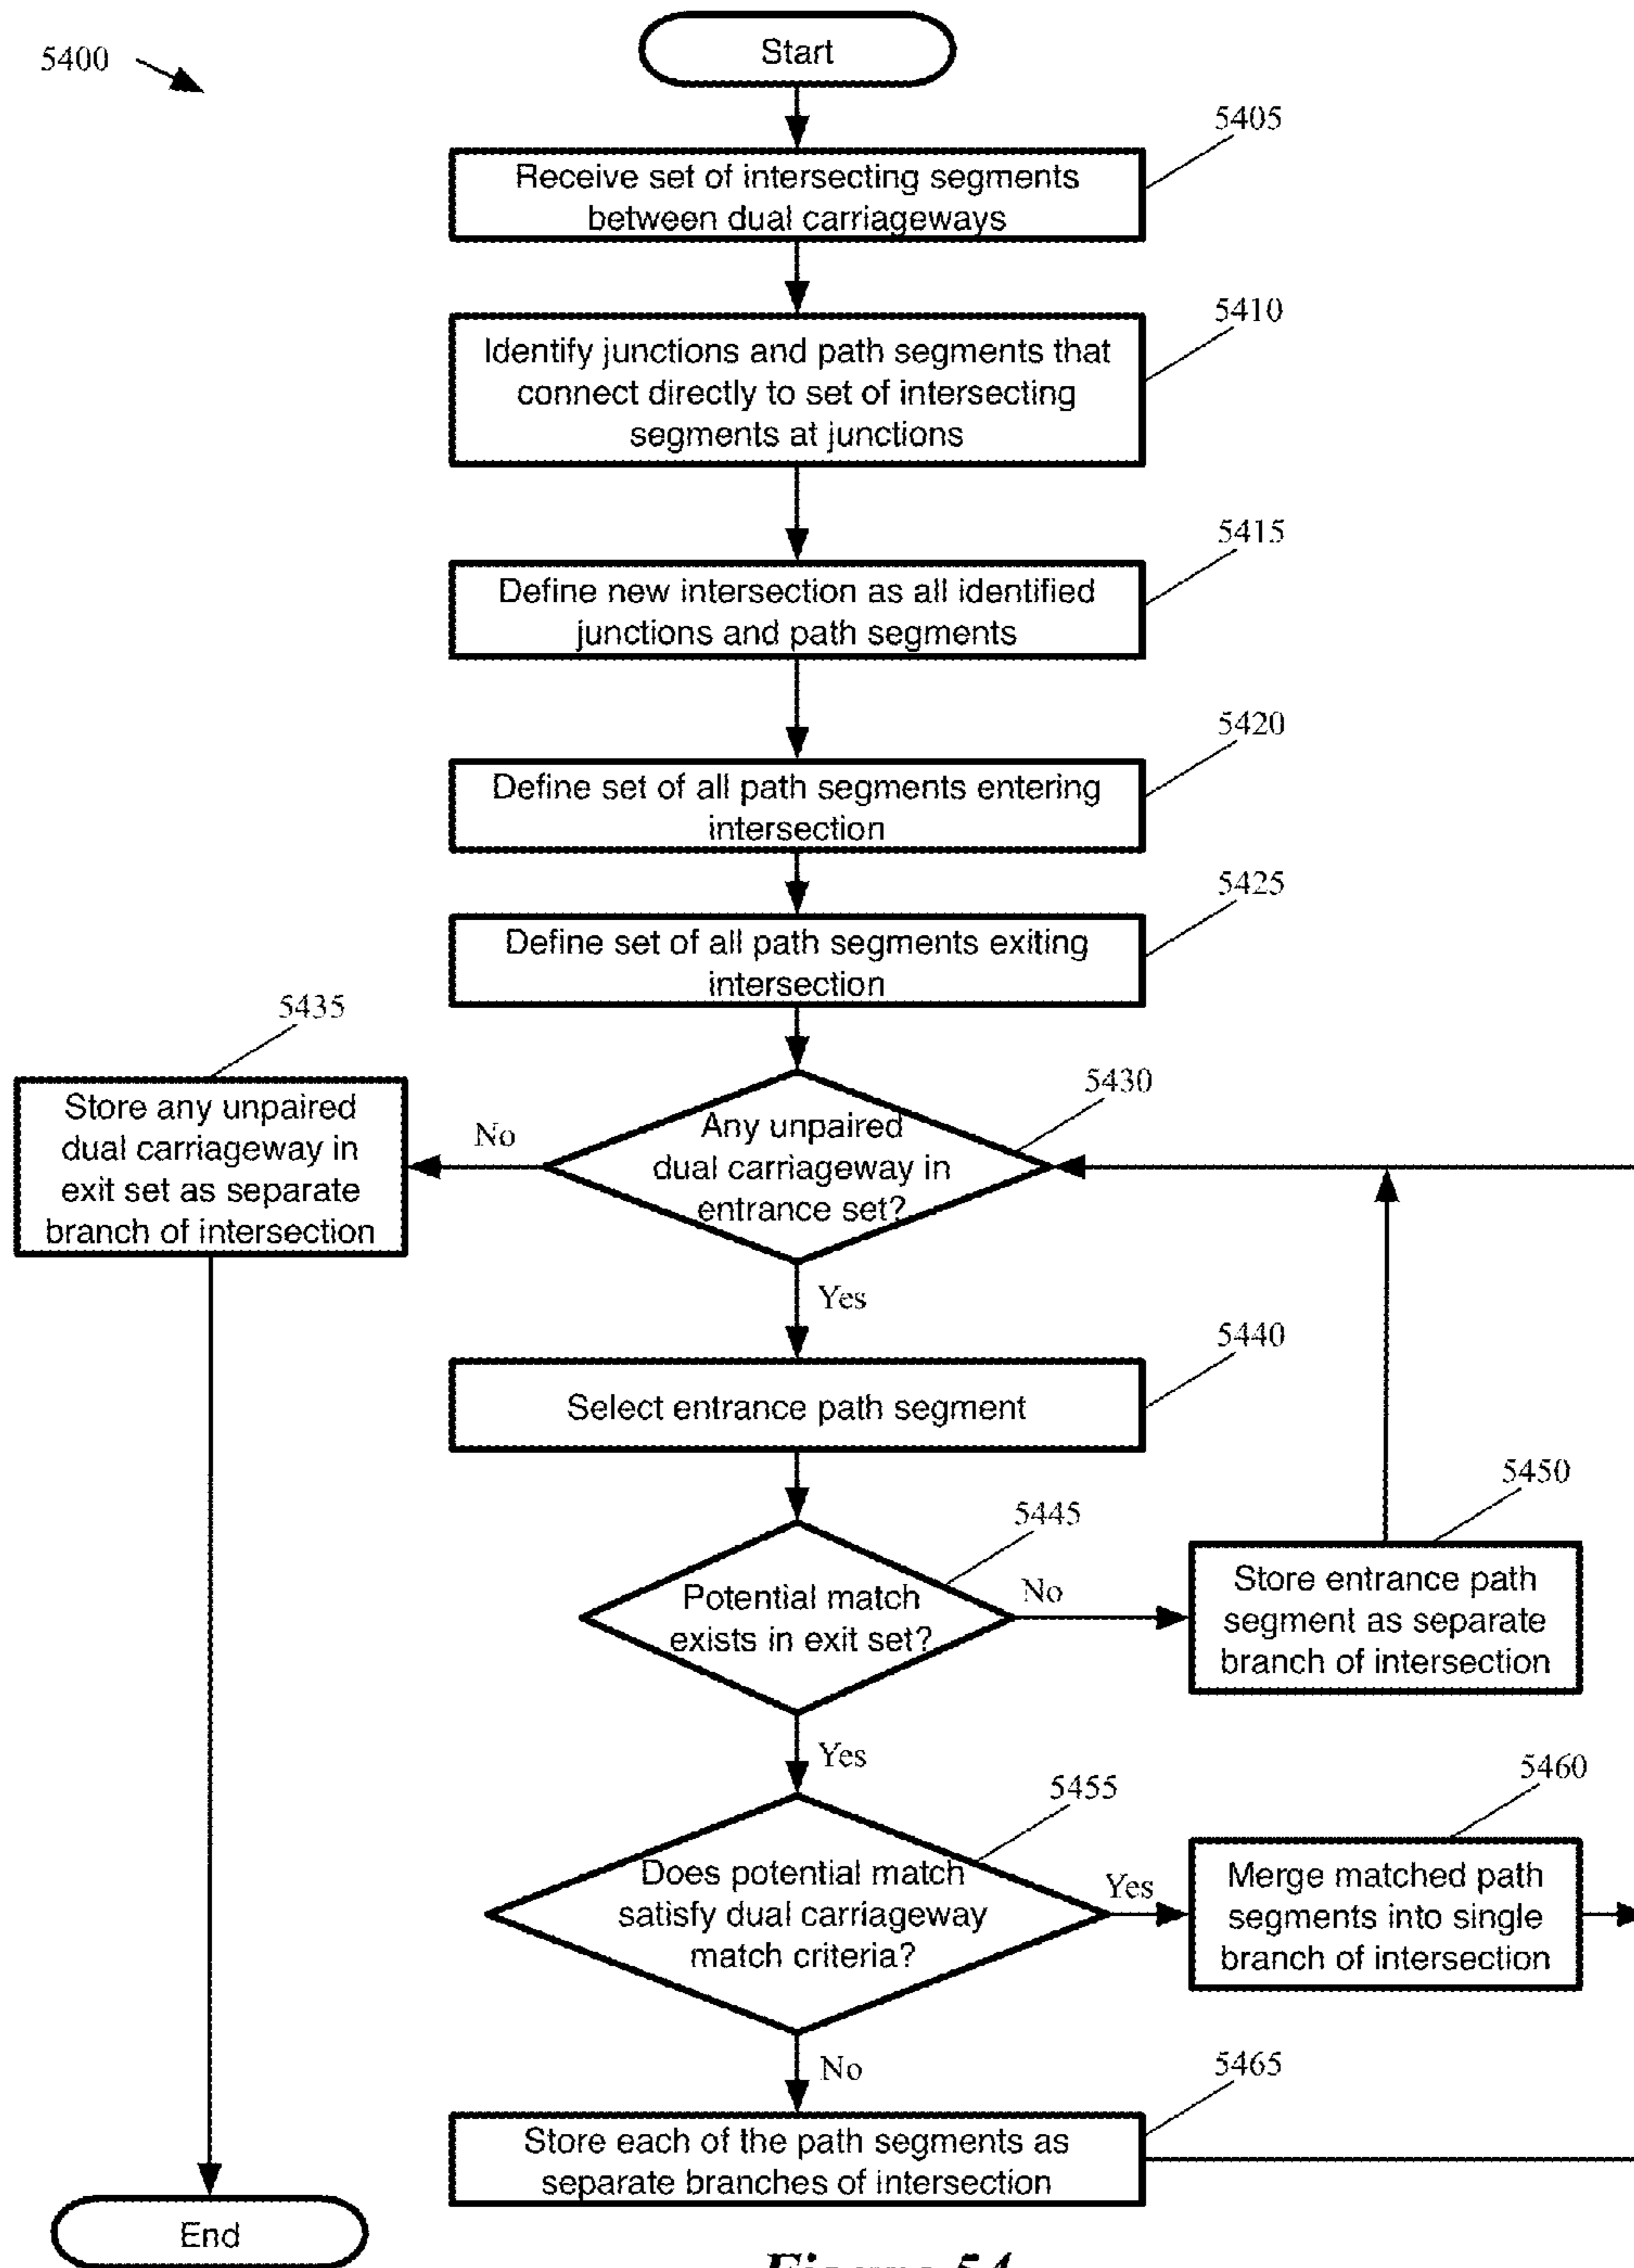 5400
Start
5405
Receive set of intersecting segments
between dual carriageways
5410
Identify junctions and path segments that
connect directly to set of intersecting
segments at junctions
5415
Define new intersection as all identified
junctions and path segments
5420
Define set of all path segments entering
intersection
5425
Define set of all path segments exiting
intersection
5435
Store any unpaired
dual carriageway in
exit set as separate
branch of intersection
No
5430
Any unpaired
dual carriageway in
entrance set?
Yes
5440
Select entrance path segment
5445
Potential match
exists in exit set?
No
5450
Store entrance path
segment as separate
branch of intersection
Yes
5455
Does potential match
satisfy dual carriageway
match criteria?
Yes
5460
Merge matched path
segments into single
branch of intersection
No
5465
Store each of the path segments as
separate branches of intersection
End
Figure 54